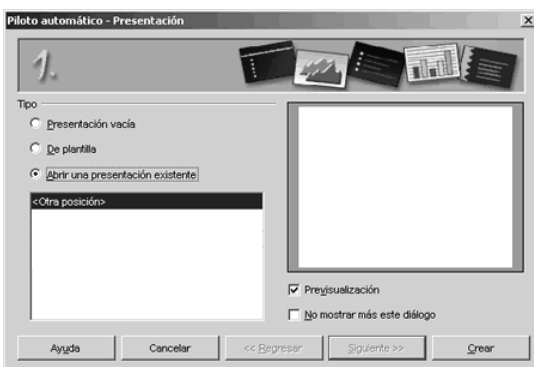 Piloto automático - Presentación
1.
Tipo
Presentación vacía
De plantilla
Abrir una presentación existente
<Otra posición>
Previsualización
No mostrar más este diálogo
Ayuda
Cancelar
<< Regresar
Siguiente >>
Crear